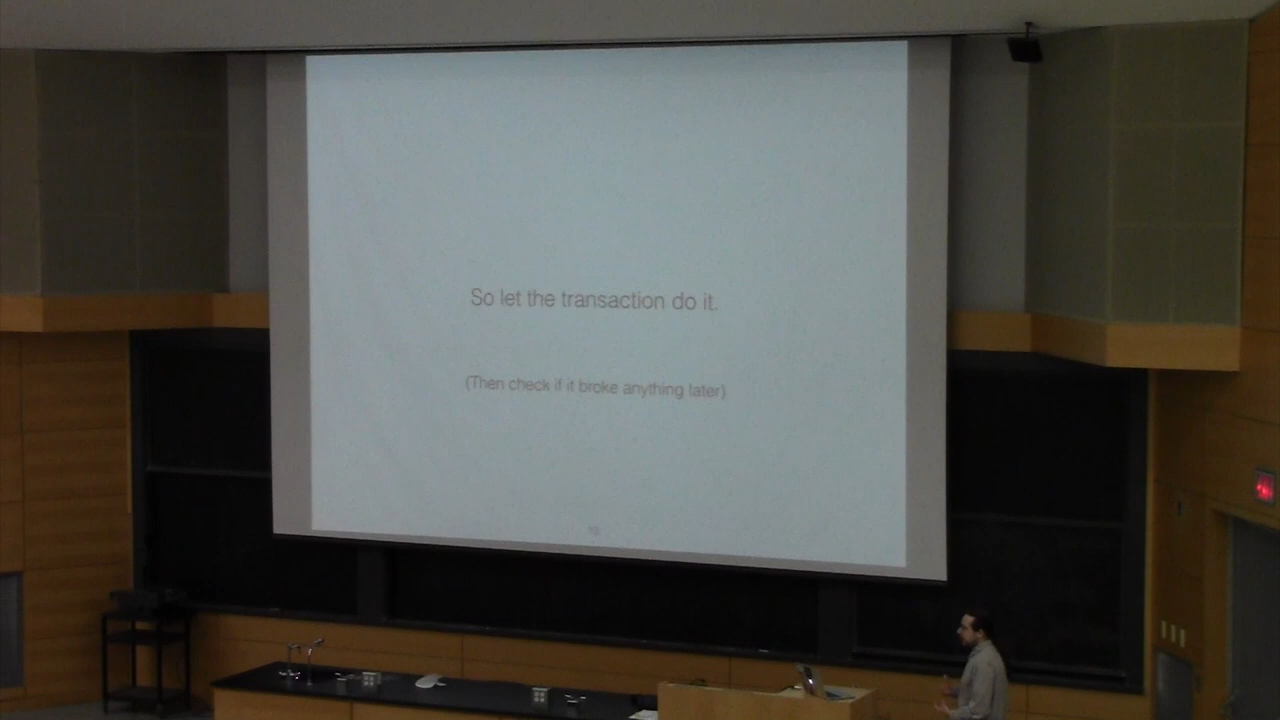 So let the transaction do it.
(Then check if it broke anything later)